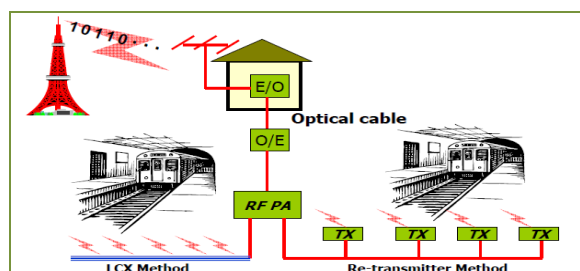 10110...
E/O
Optical cable
O/E
RF PA
TX
TX
TX
TX
LCX Method
Re-transmitter Method